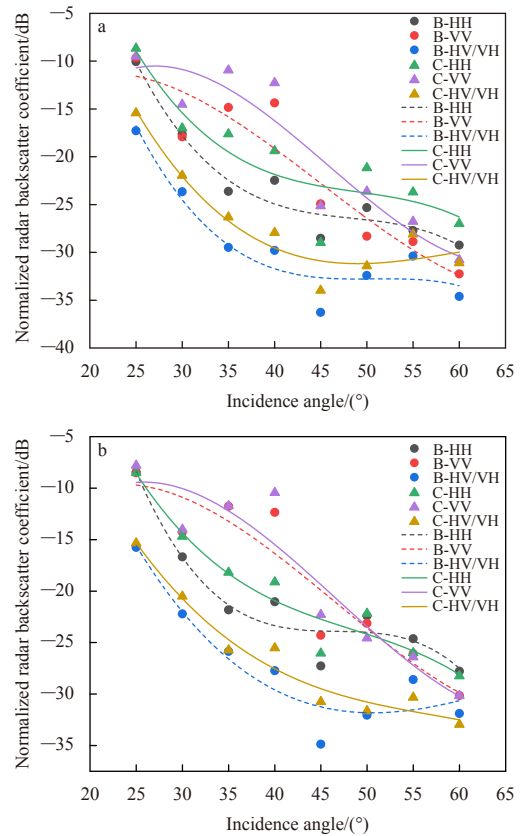 a
Normalized radar backscatter coefficient/dB
−5
−10
−15
−20
−25
−30
−35
−40
B-HH
B-VV
B-HV/VH
C-HH
C-VV
C-HV/VH
B-HH
B-VV
B-HV/VH
C-HH
C-VV
C-HV/VH
20 25 30 35 40 45 50 55 60 65
Incidence angle/(°)
b
Normalized radar backscatter coefficient/dB
−5
−10
−15
−20
−25
−30
−35
B-HH
B-VV
B-HV/VH
C-HH
C-VV
C-HV/VH
B-HH
B-VV
B-HV/VH
C-HH
C-VV
C-HV/VH
20 25 30 35 40 45 50 55 60 65
Incidence angle/(°)